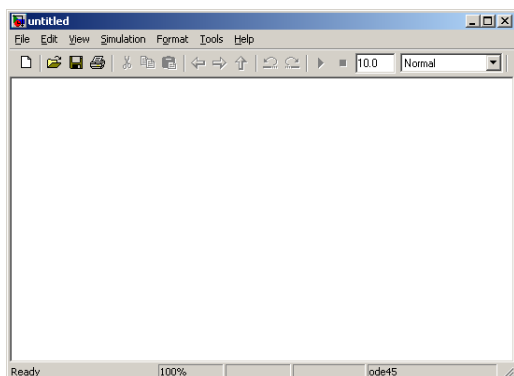 untitled
File Edit View Simulation Format Tools Help
10.0 Normal
Ready 100% ode45